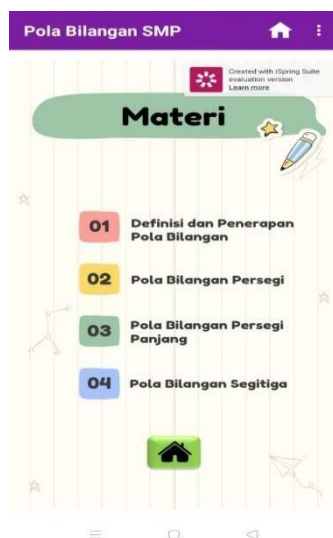 Pola Bilangan SMP
Created with iSpring Suite
evaluation version
Learn more
Materi
01
Definisi dan Penerapan
Pola Bilangan
02
Pola Bilangan Persegi
03
Pola Bilangan Persegi
Panjang
04
Pola Bilangan Segitiga